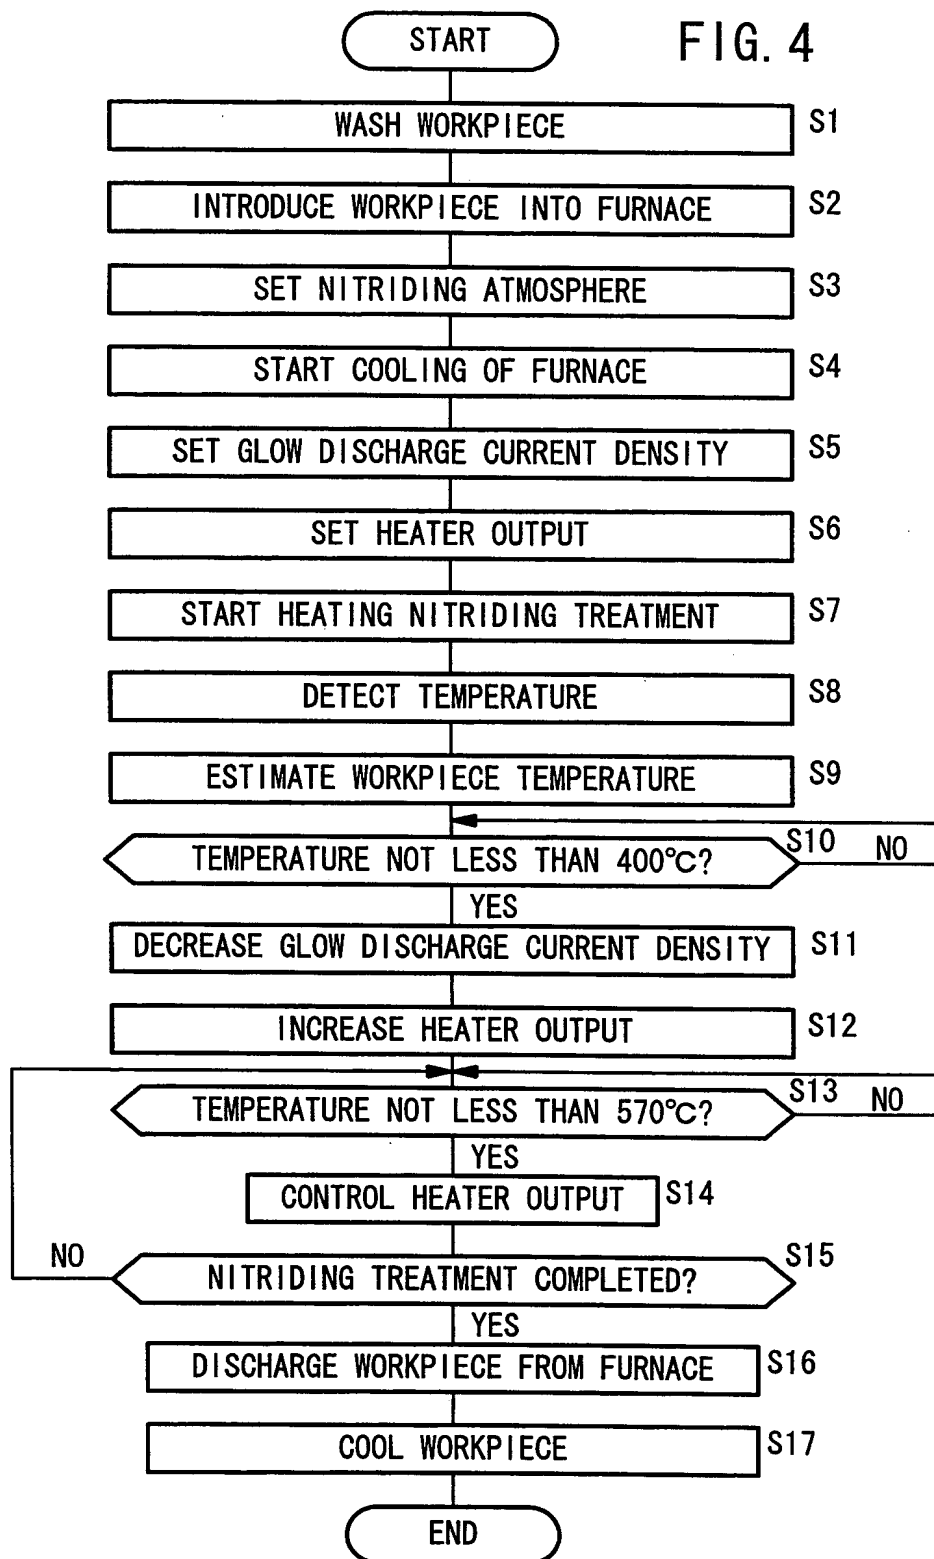 START
FIG. 4
WASH WORKPIECE
S1
INTRODUCE WORKPIECE INTO FURNACE
S2
SET NITRIDING ATMOSPHERE
S3
START COOLING OF FURNACE
S4
SET GLOW DISCHARGE CURRENT DENSITY
S5
SET HEATER OUTPUT
S6
START HEATING NITRIDING TREATMENT
S7
DETECT TEMPERATURE
S8
ESTIMATE WORKPIECE TEMPERATURE
S9
TEMPERATURE NOT LESS THAN 400°C?
S10
NO
YES
DECREASE GLOW DISCHARGE CURRENT DENSITY
S11
INCREASE HEATER OUTPUT
S12
TEMPERATURE NOT LESS THAN 570°C?
S13
NO
YES
CONTROL HEATER OUTPUT
S14
NO
NITRIDING TREATMENT COMPLETED?
S15
YES
DISCHARGE WORKPIECE FROM FURNACE
S16
COOL WORKPIECE
S17
END